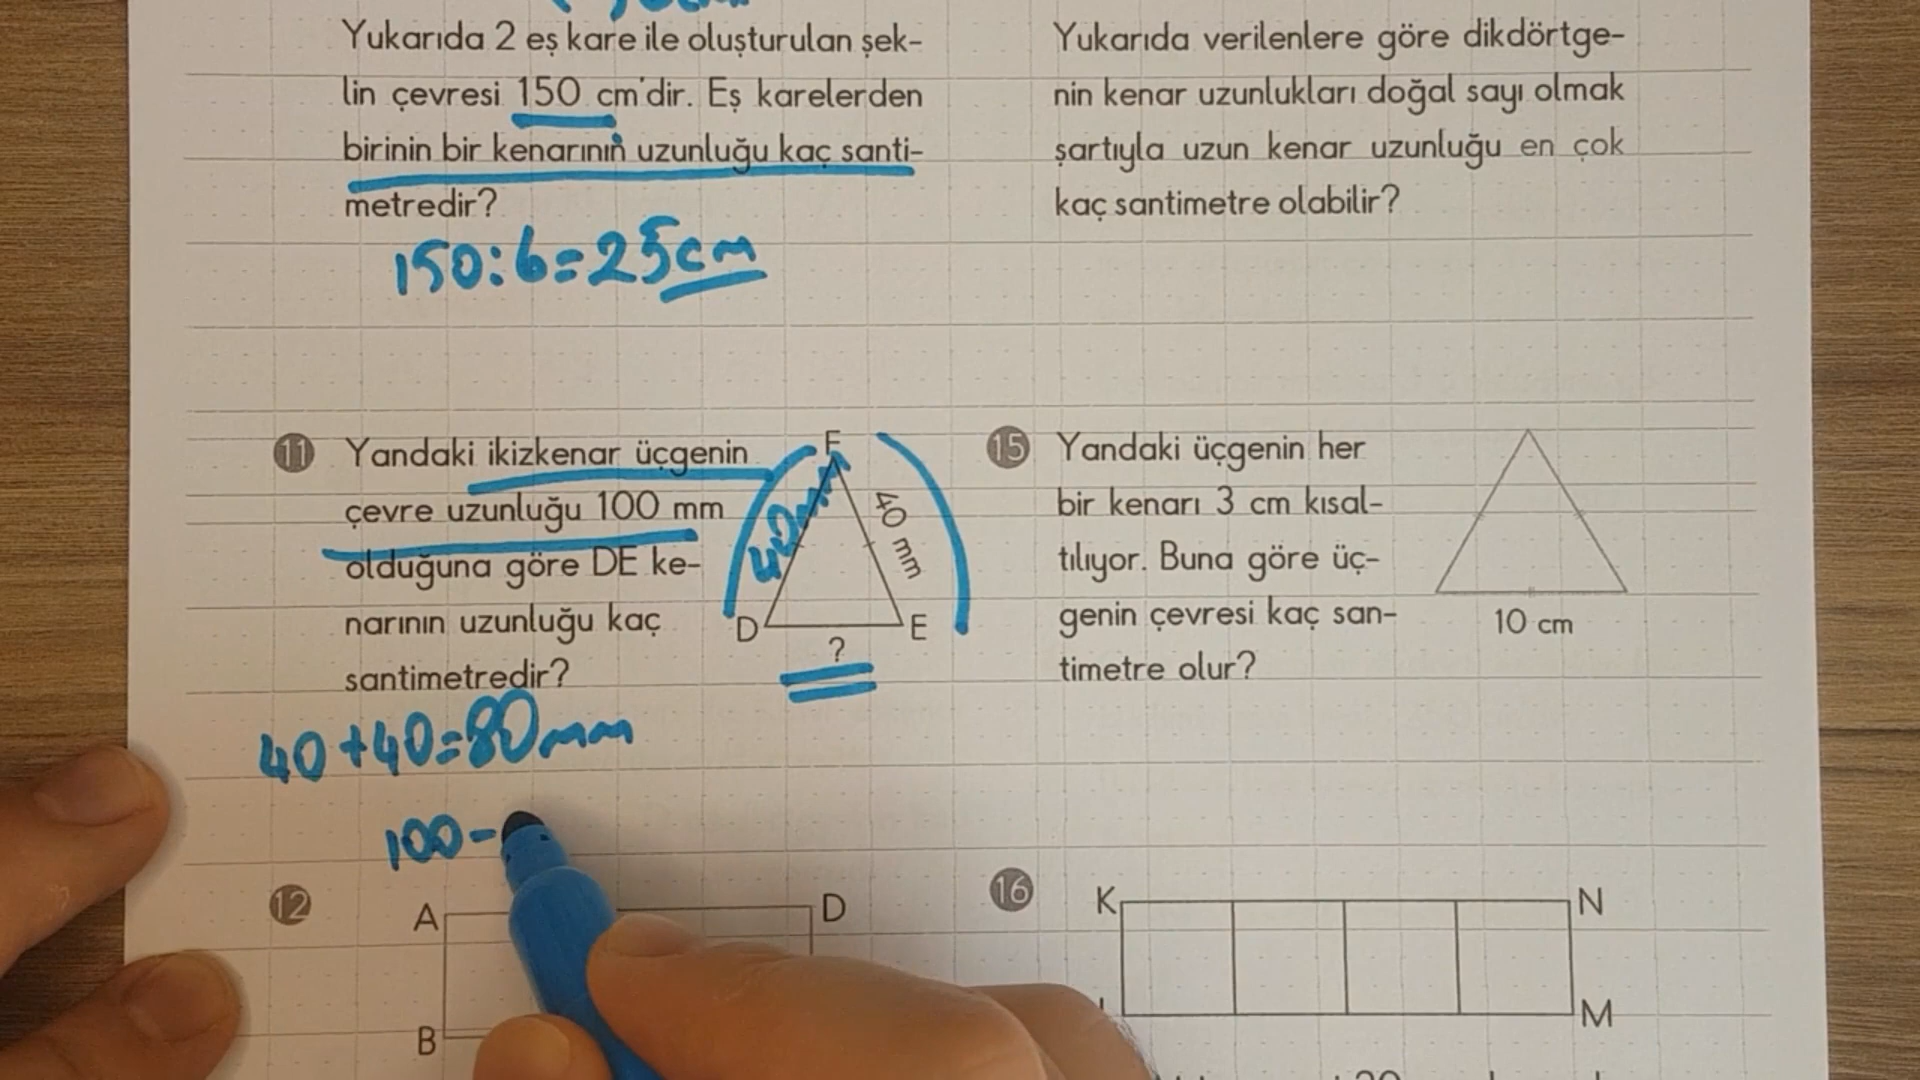 Yukarıda 2 eş kare ile oluşturulan şek-
lin çevresi 150 cm'dir. Eş karelerden
birinin bir kenarının uzunluğu kaç santi-
metredir?
150:6=25cm
11 Yandaki ikizkenar üçgenin
çevre uzunluğu 100 mm
olduğuna göre DE ke-
narının uzunluğu kaç
santimetredir?
F
40mm
40 mm
D
E
?
40+40=80mm
100-
12
A
D
B
Yukarıda verilenlere göre dikdörtge-
nin kenar uzunlukları doğal sayı olmak
şartıyla uzun kenar uzunluğu en çok
kaç santimetre olabilir?
15 Yandaki üçgenin her
bir kenarı 3 cm kısal-
tılıyor. Buna göre üç-
genin çevresi kaç san-
timetre olur?
10 cm
16
K
N
M